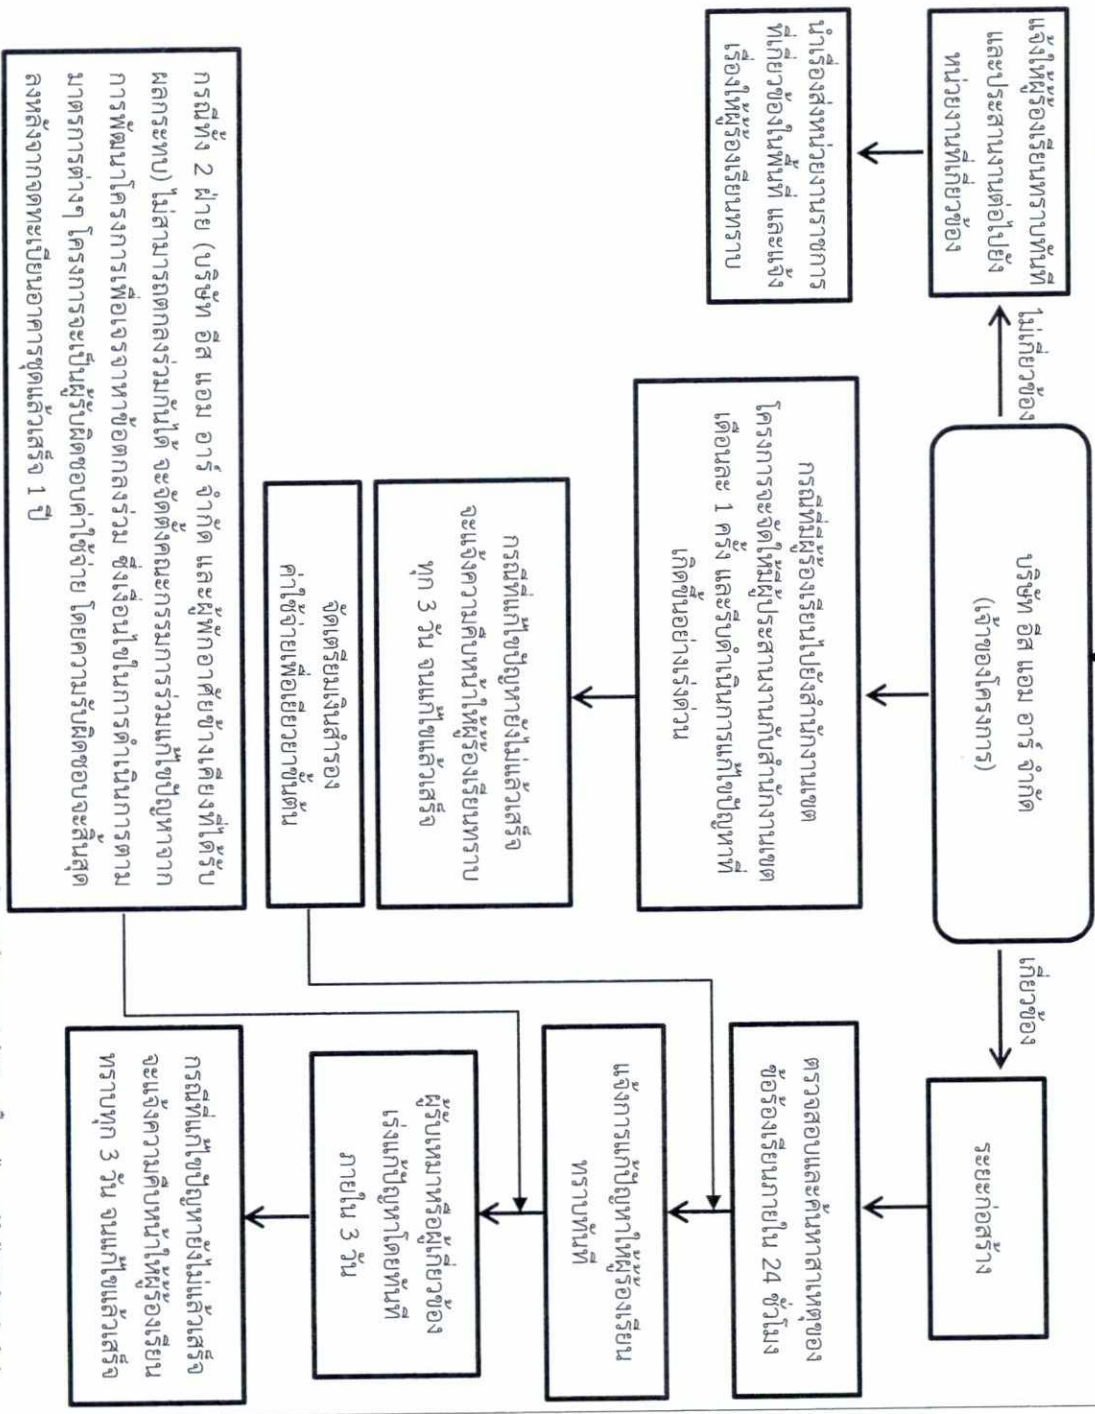 บริษัท อีส แอม อาร์ จำกัด
(เจ้าของโครงการ)
ไม่เกี่ยวข้อง
เกี่ยวข้อง
แจ้งให้ผู้ร้องเรียนทราบทันที
และประสานงานต่อไปยัง
หน่วยงานที่เกี่ยวข้อง
นำเรื่องส่งหน่วยงานราชการ
ที่เกี่ยวข้องในพื้นที่ และแจ้ง
เรื่องให้ผู้ร้องเรียนทราบ
กรณีที่มีผู้ร้องเรียนไปยังสำนักงานเขต
โครงการจะจัดให้มีผู้ประสานงานกับสำนักงานเขต
เดือนละ 1 ครั้ง และรีบดำเนินการแก้ไขปัญหาที่
เกิดขึ้นอย่างเร่งด่วน
กรณีที่แก้ไขปัญหายังไม่แล้วเสร็จ
จะแจ้งความคืบหน้าให้ผู้ร้องเรียนทราบ
ทุก 3 วัน จนแก้ไขแล้วเสร็จ
จัดเตรียมเงินสำรอง
ค่าใช้จ่ายเพื่อเยียวยาขั้นต้น
กรณีทั้ง 2 ฝ่าย (บริษัท อีส แอม อาร์ จำกัด และผู้พักอาศัยข้างเคียงที่ได้รับ
ผลกระทบ) ไม่สามารถตกลงร่วมกันได้ จะจัดตั้งคณะกรรมการร่วมแก้ไขปัญหาจาก
การพัฒนาโครงการเพื่อเจรจาหาข้อตกลงร่วม ซึ่งเงื่อนไขในการดำเนินการตาม
มาตรการต่างๆ โครงการจะเป็นผู้รับผิดชอบค่าใช้จ่าย โดยความรับผิดชอบจะสิ้นสุด
ลงหลังจากจดทะเบียนอาคารชุดแล้วเสร็จ 1 ปี
ระยะก่อสร้าง
ตรวจสอบและค้นหาสาเหตุของ
ข้อร้องเรียนภายใน 24 ชั่วโมง
แจ้งการแก้ปัญหาให้ผู้ร้องเรียน
ทราบทันที
ผู้รับเหมาหรือผู้เกี่ยวข้อง
เร่งแก้ปัญหาโดยทันที
ภายใน 3 วัน
กรณีที่แก้ไขปัญหายังไม่แล้วเสร็จ
จะแจ้งความคืบหน้าให้ผู้ร้องเรียน
ทราบทุก 3 วัน จนแก้ไขแล้วเสร็จ